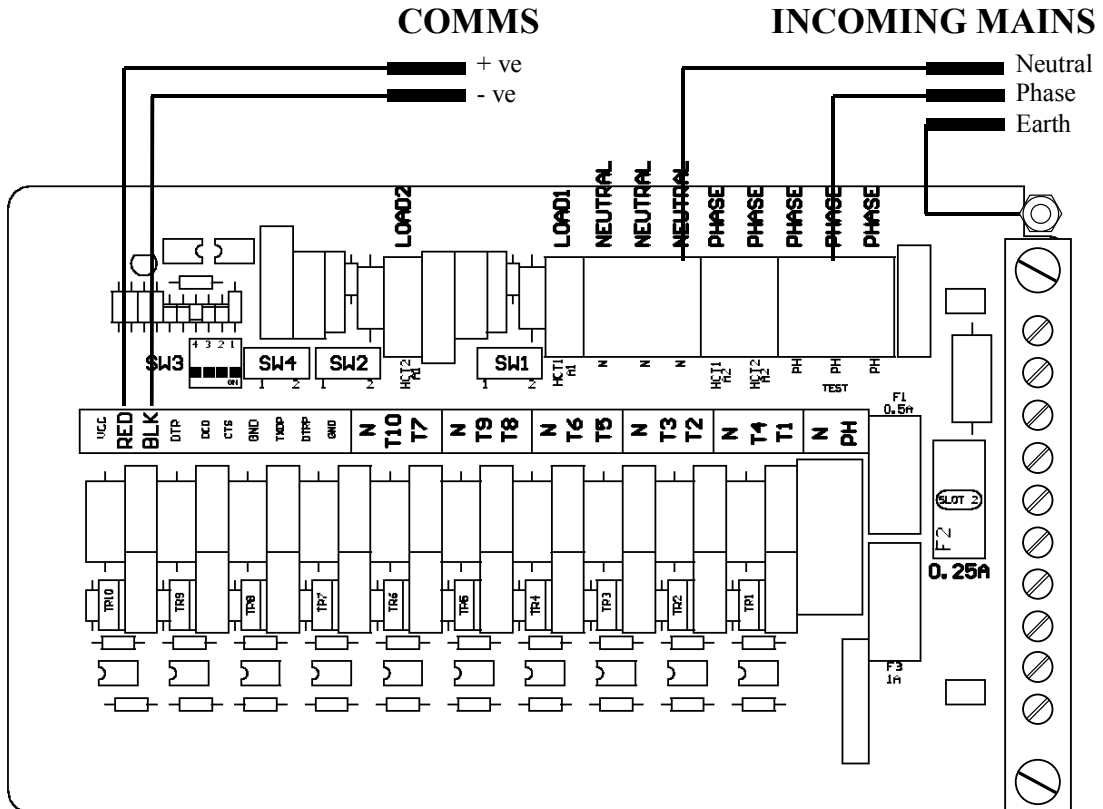 COMMS
INCOMING MAINS
+ ve
- ve
Neutral
Phase
Earth
LOAD2
LOAD1
NEUTRAL
NEUTRAL
NEUTRAL
PHASE
PHASE
PHASE
PHASE
PHASE
4 3 2 1
ON
SW3
SW4
1 2
SW2
1 2
HCT2
A1
SW1
1 2
HCT1
A1
N
N
N
HCT1
A2
HCT2
A2
PH
PH
TEST
F1
0.5A
VCC
RED
BLK
DTP
DCD
CTS
GND
TXOP
DTRP
GND
N
T10
T7
N
T9
T8
N
T6
T5
N
T3
T2
N
T4
T1
N
PH
SLOT 2
F2
0.25A
TR10
TR9
TR8
TR7
TR6
TR5
TR4
TR3
TR2
TR1
F3
1A